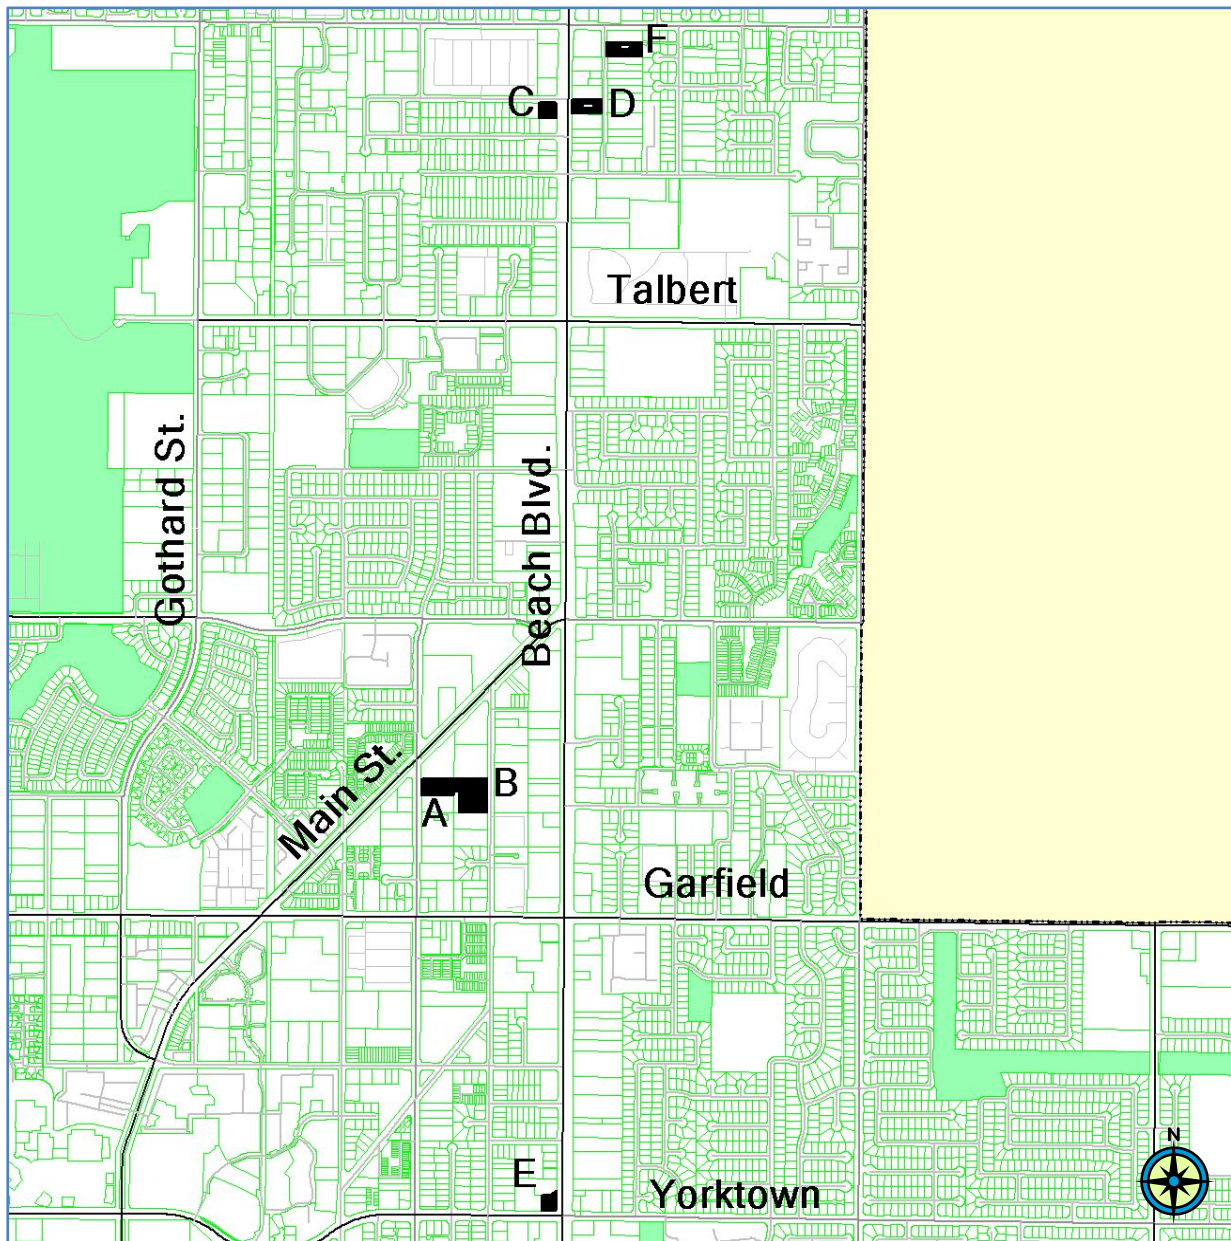 F
C
D
Talbert
Gothard St.
Beach Blvd.
Main St.
B
A
Garfield
N
E
Yorktown